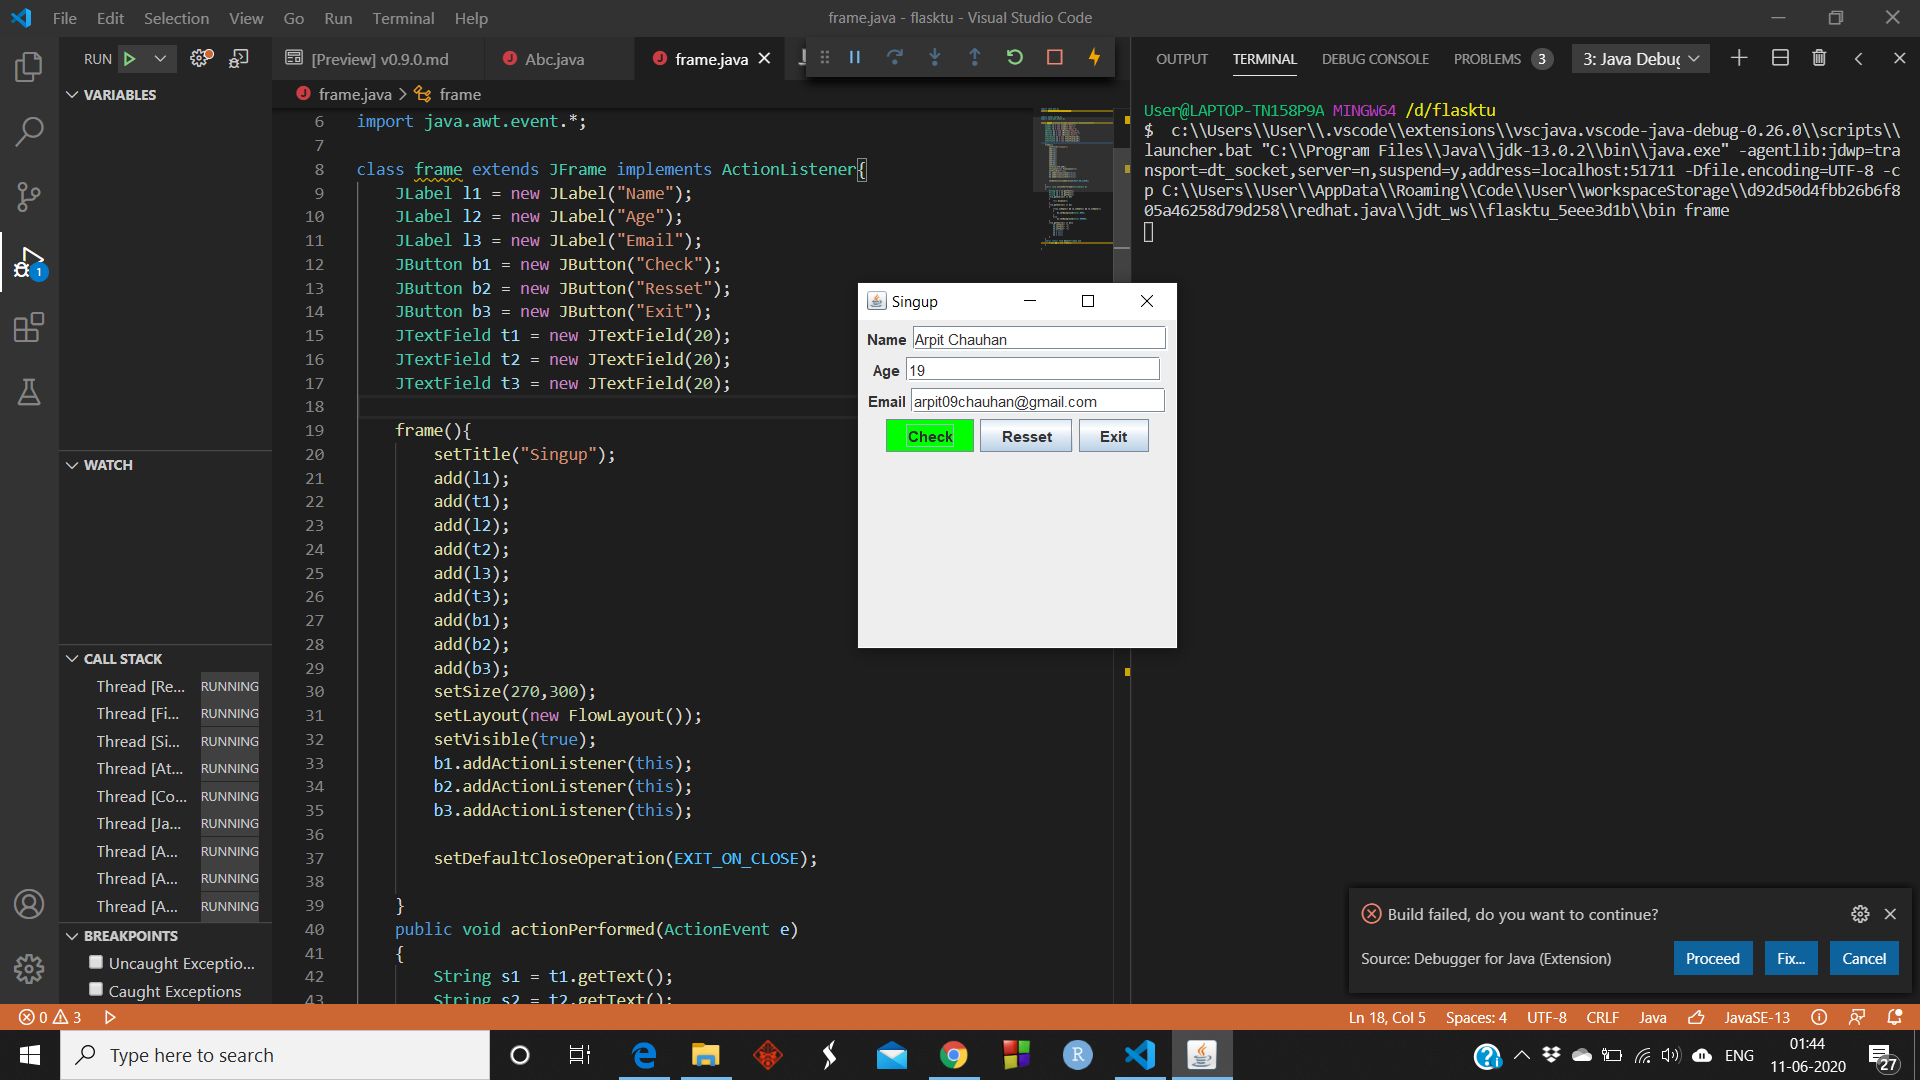 File Edit Selection View Go Run Terminal Help
frame.java - flasktu - Visual Studio Code
RUN
[Preview] v0.9.0.md
Abc.java
frame.java
OUTPUT TERMINAL DEBUG CONSOLE PROBLEMS 3
3: Java Debug
VARIABLES
WATCH
CALL STACK
Thread [Re... RUNNING
Thread [Fi... RUNNING
Thread [Si... RUNNING
Thread [At... RUNNING
Thread [Co... RUNNING
Thread [Ja... RUNNING
Thread [A... RUNNING
Thread [A... RUNNING
Thread [A... RUNNING
BREAKPOINTS
Uncaught Exceptio...
Caught Exceptions
1
frame.java > frame
6 import java.awt.event.*;
7
8 class frame extends JFrame implements ActionListener{
9 JLabel l1 = new JLabel("Name");
10 JLabel l2 = new JLabel("Age");
11 JLabel l3 = new JLabel("Email");
12 JButton b1 = new JButton("Check");
13 JButton b2 = new JButton("Resset");
14 JButton b3 = new JButton("Exit");
15 JTextField t1 = new JTextField(20);
16 JTextField t2 = new JTextField(20);
17 JTextField t3 = new JTextField(20);
18
19 frame(){
20 setTitle("Singup");
21 add(l1);
22 add(t1);
23 add(l2);
24 add(t2);
25 add(l3);
26 add(t3);
27 add(b1);
28 add(b2);
29 add(b3);
30 setSize(270,300);
31 setLayout(new FlowLayout());
32 setVisible(true);
33 b1.addActionListener(this);
34 b2.addActionListener(this);
35 b3.addActionListener(this);
36
37 setDefaultCloseOperation(EXIT_ON_CLOSE);
38
39 }
40 public void actionPerformed(ActionEvent e)
41 {
42 String s1 = t1.getText();
43 String s2 = t2.getText();
Singup
Name Arpit Chauhan
Age 19
Email arpit09chauhan@gmail.com
Check Resset Exit
User@LAPTOP-TN158P9A MINGW64 /d/flasktu
$ c:\\Users\\User\\.vscode\\extensions\\vscjava.vscode-java-debug-0.26.0\\scripts\\
launcher.bat "C:\\Program Files\\Java\\jdk-13.0.2\\bin\\java.exe" -agentlib:jdwp=tra
nsport=dt_socket,server=n,suspend=y,address=localhost:51711 -Dfile.encoding=UTF-8 -c
p C:\\Users\\User\\AppData\\Roaming\\Code\\User\\workspaceStorage\\d92d50d4fbb26b6f8
05a46258d79d258\\redhat.java\\jdt_ws\\flasktu_5eee3d1b\\bin frame
Build failed, do you want to continue?
Source: Debugger for Java (Extension)
Proceed Fix... Cancel
0 3
Ln 18, Col 5 Spaces: 4 UTF-8 CRLF Java JavaSE-13
Type here to search
R
ENG
01:44
11-06-2020
27